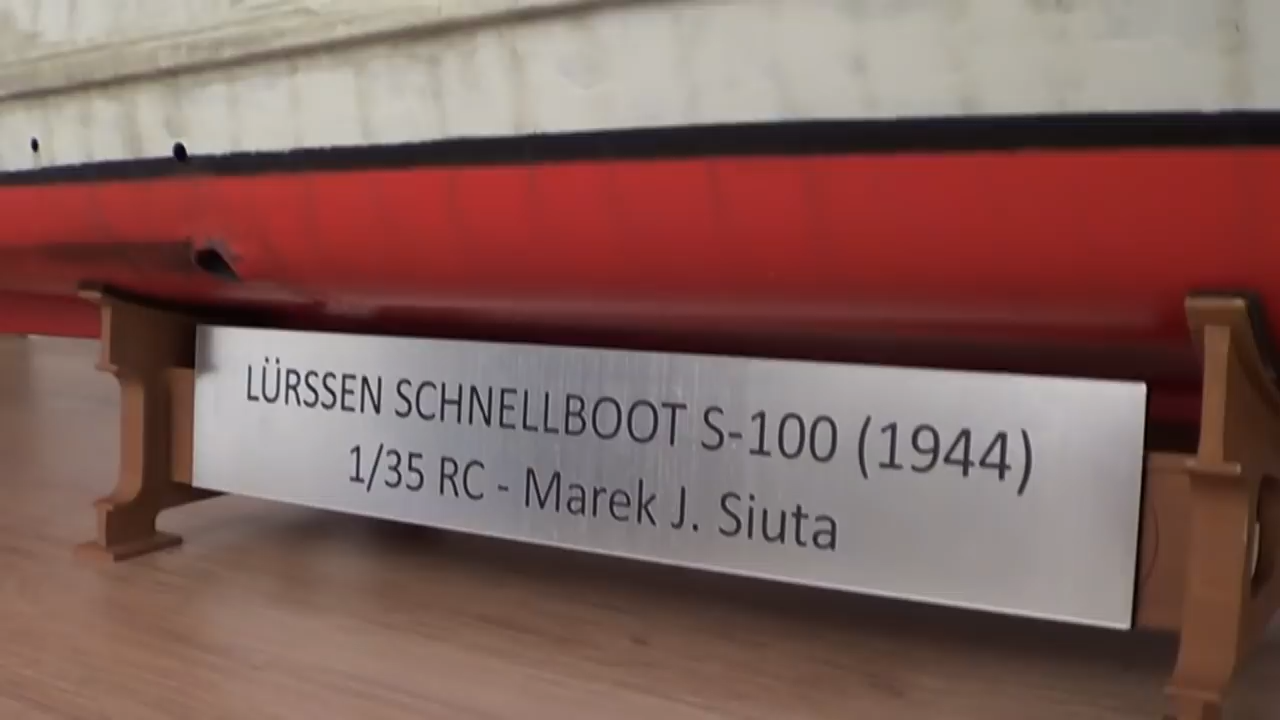 LÜRSSEN SCHNELLBOOT S-100 (1944)
1/35 RC - Marek J. Siuta